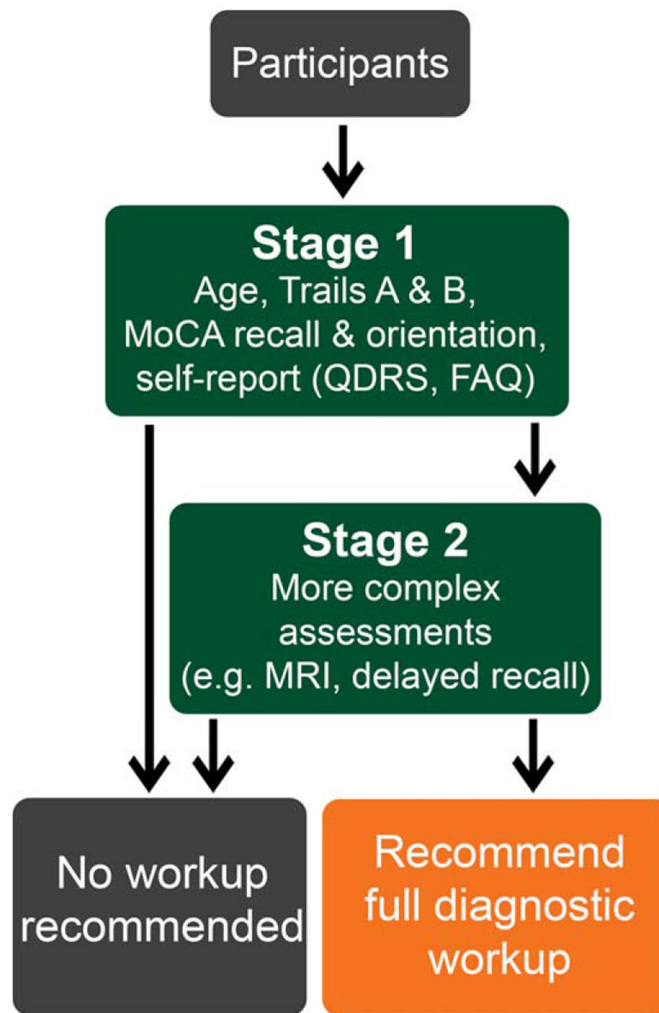 Participants
Stage 1
Age, Trails A & B,
MoCA recall & orientation,
self-report (QDRS, FAQ)
Stage 2
More complex
assessments
(e.g. MRI, delayed recall)
No workup
recommended
Recommend
full diagnostic
workup